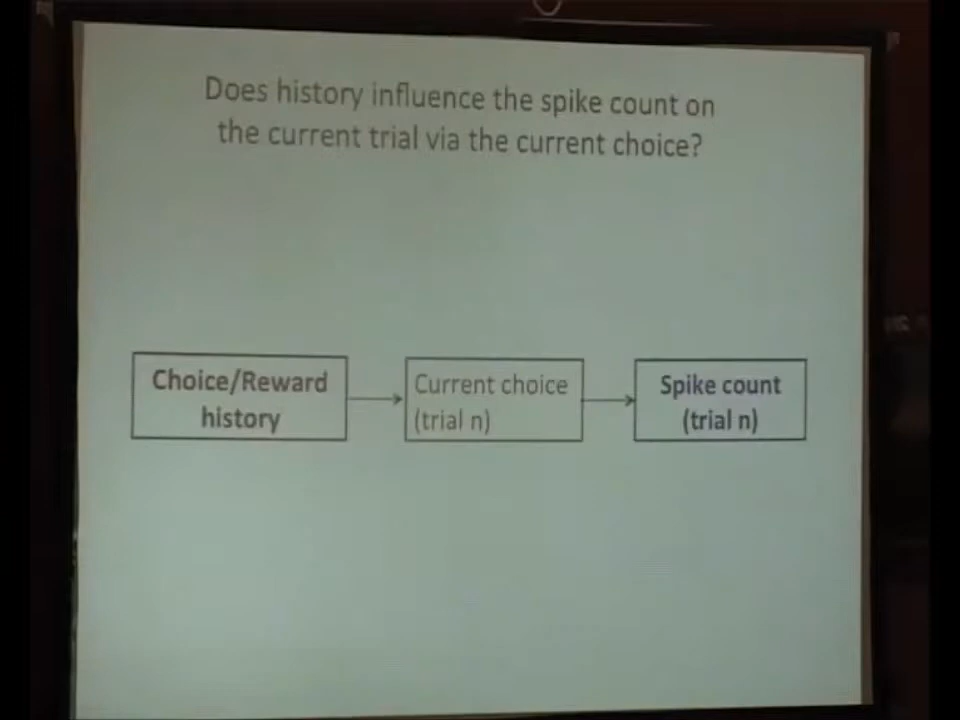 Does history influence the spike count on
the current trial via the current choice?
Choice/Reward
history
Current choice
(trial n)
Spike count
(trial n)